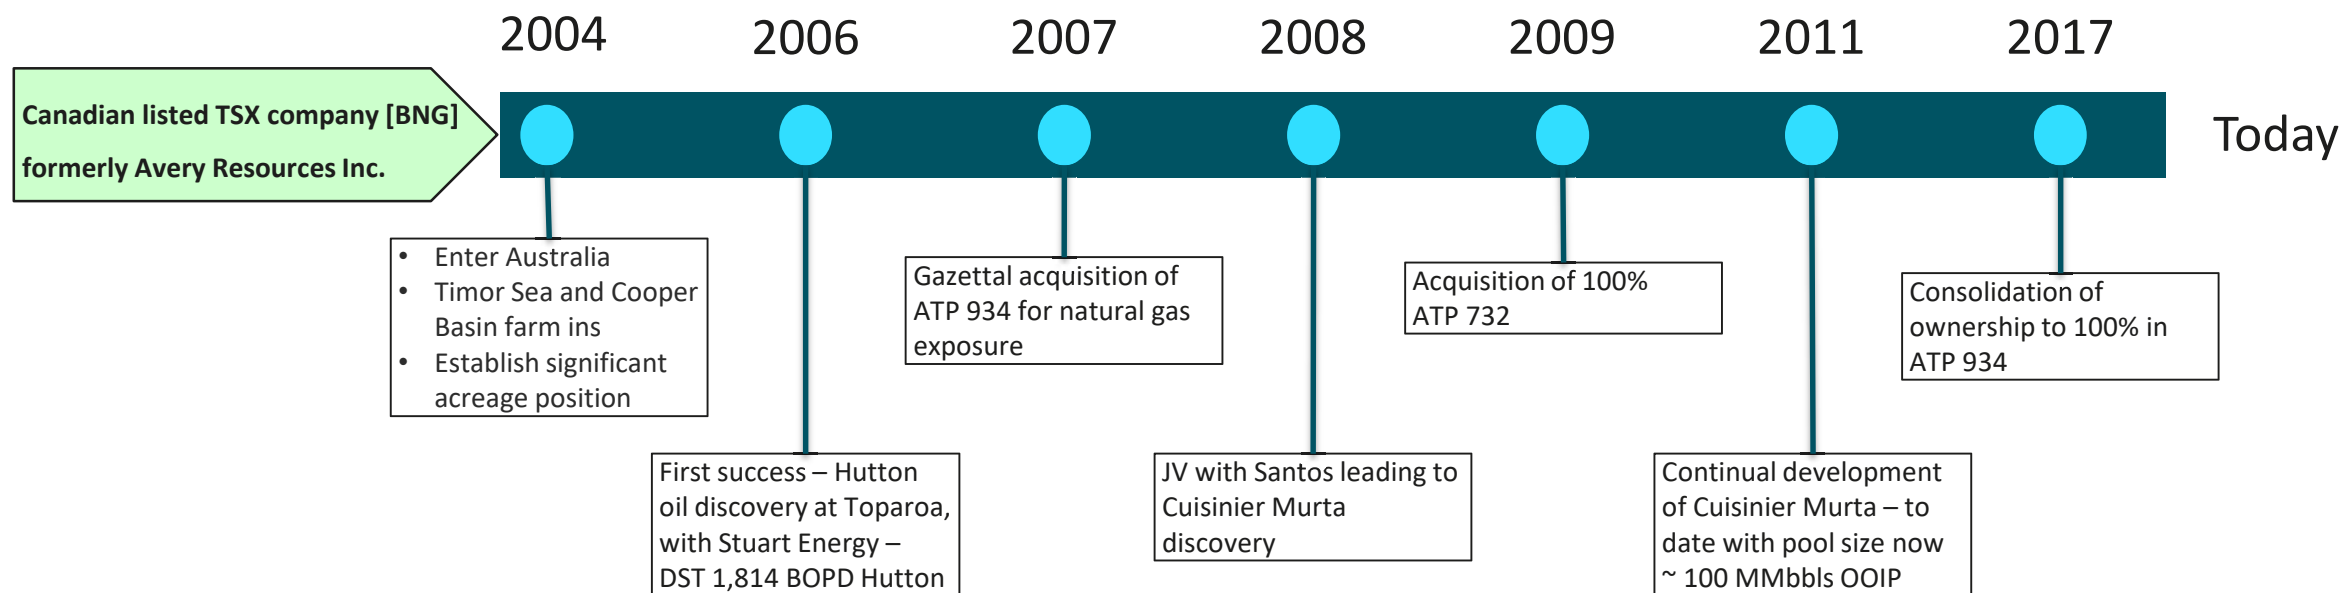 2004
2006
2007
2008
2009
2011
2017
Canadian listed TSX company [BNG]
formerly Avery Resources Inc.
Today
• Enter Australia
• Timor Sea and Cooper
Basin farm ins
• Establish significant
acreage position
First success – Hutton
oil discovery at Toparoa,
with Stuart Energy –
DST 1,814 BOPD Hutton
Gazettal acquisition of
ATP 934 for natural gas
exposure
JV with Santos leading to
Cuisinier Murta
discovery
Acquisition of 100%
ATP 732
Continual development
of Cuisinier Murta – to
date with pool size now
~ 100 MMbbls OOIP
Consolidation of
ownership to 100% in
ATP 934